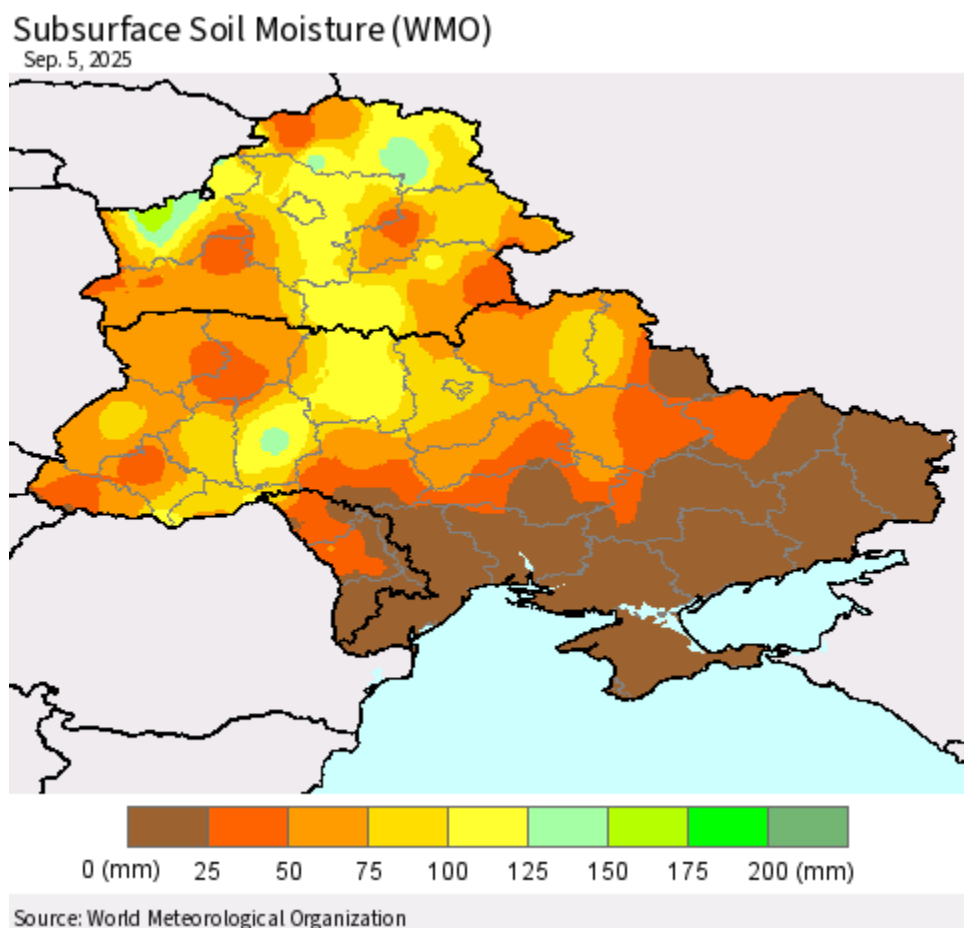 Subsurface Soil Moisture (WMO)
Sep. 5, 2025
0 (mm) 25 50 75 100 125 150 175 200 (mm)
Source: World Meteorological Organization